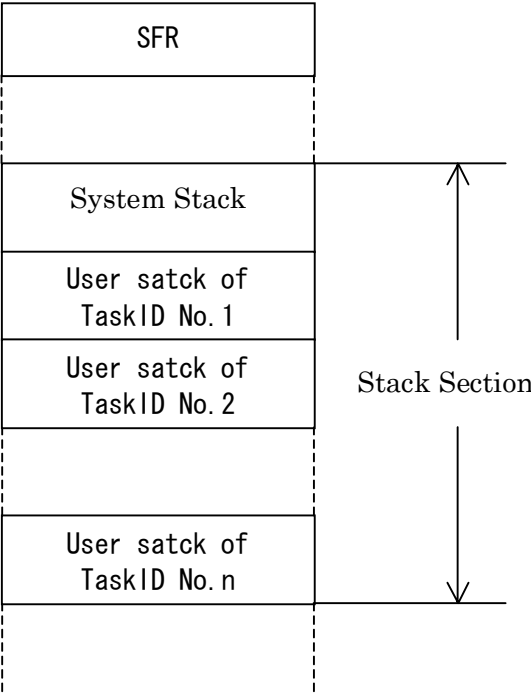 SFR
System Stack
User satck of
TaskID No.1
User satck of
TaskID No.2
Stack Section
User satck of
TaskID No.n